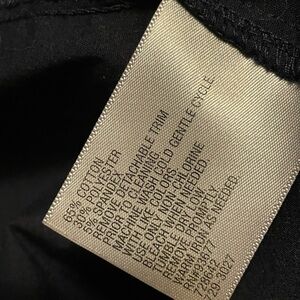 65% COTTON
30% POLYESTER
5% SPANDEX
REMOVE DETACHABLE TRIM
PRIOR TO CLEANING
MACHINE WASH COLD GENTLE CYCLE.
WITH LIKE COLORS
USE ONLY NON-CHLORINE
BLEACH WHEN NEEDED.
TUMBLE DRY LOW
REMOVE PROMPTLY.
WARM IRON AS NEEDED.